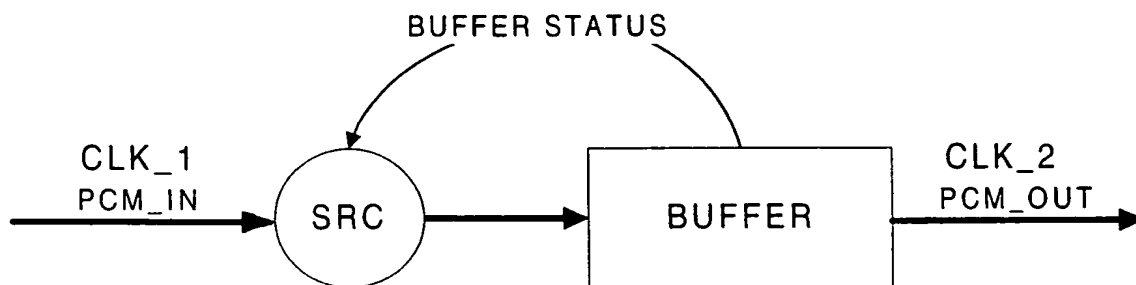 BUFFER STATUS
CLK_1
PCM_IN
SRC
BUFFER
CLK_2
PCM_OUT